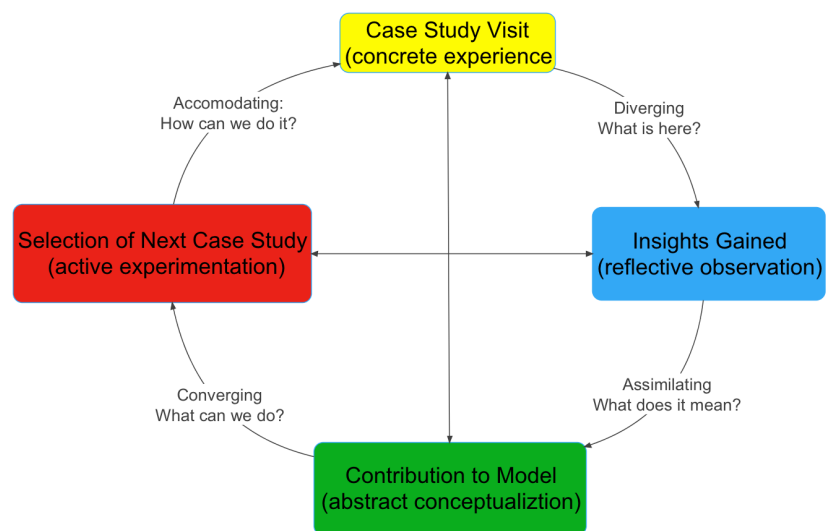 Case Study Visit
(concrete experience
Accomodating:
How can we do it?
Diverging
What is here?
Selection of Next Case Study
(active experimentation)
Insights Gained
(reflective observation)
Converging
What can we do?
Assimilating
What does it mean?
Contribution to Model
(abstract conceptualiztion)